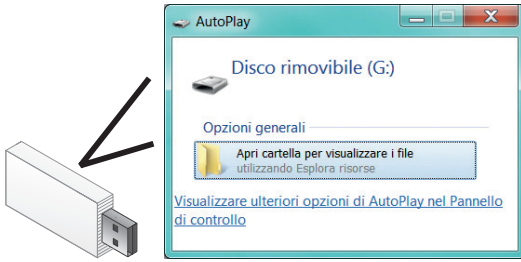 AutoPlay
Disco rimovibile (G:)
Opzioni generali
Apri cartella per visualizzare i file
utilizzando Esplora risorse
Visualizzare ulteriori opzioni di AutoPlay nel Pannello
di controllo